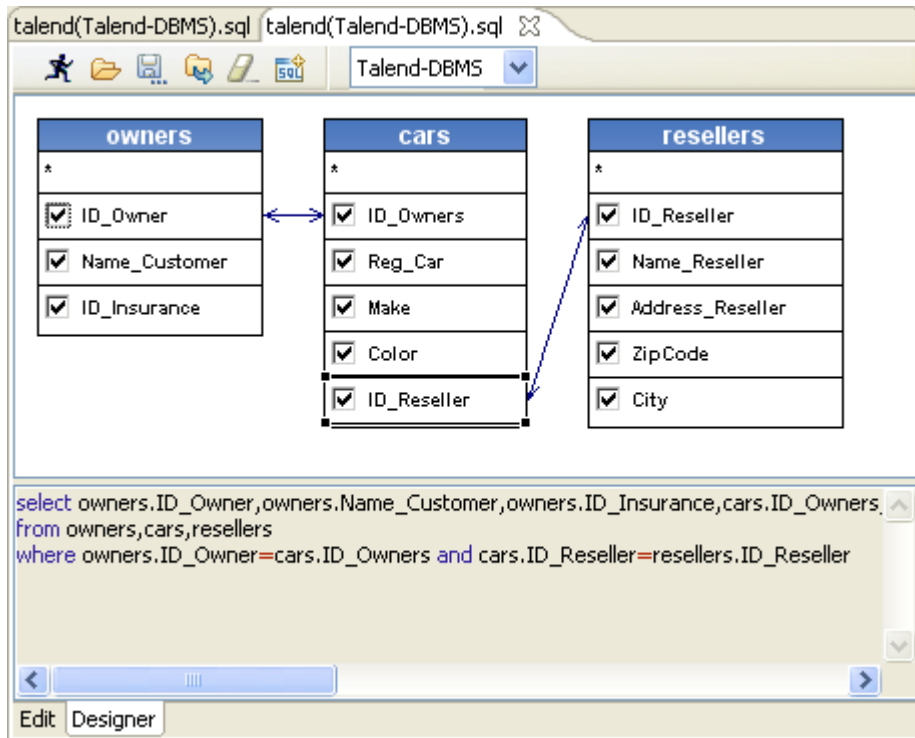 talend(Talend-DBMS).sql talend(Talend-DBMS).sql
SQL Talend-DBMS
owners cars resellers
* * *
ID_Owner ID_Owners ID_Reseller
Name_Customer Reg_Car Name_Reseller
ID_Insurance Make Address_Reseller
Color ZipCode
ID_Reseller City
select owners.ID_Owner,owners.Name_Customer,owners.ID_Insurance,cars.ID_Owners,
from owners,cars,resellers
where owners.ID_Owner=cars.ID_Owners and cars.ID_Reseller=resellers.ID_Reseller
Edit Designer